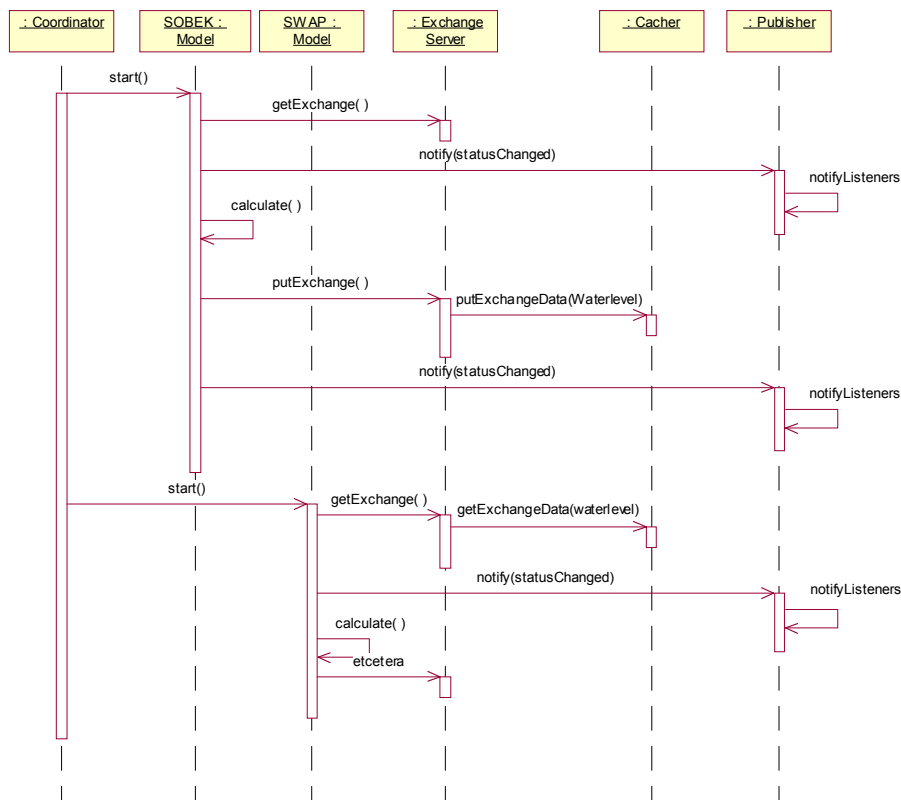 : Coordinator
SOBEK :
Model
SWAP :
Model
: Exchange
Server
: Cacher
: Publisher
start()
getExchange( )
notify(statusChanged)
notifyListeners
calculate( )
putExchange( )
putExchangeData(Waterlevel)
notify(statusChanged)
notifyListeners
start()
getExchange( )
getExchangeData(waterlevel)
notify(statusChanged)
notifyListeners
calculate( )
etcetera